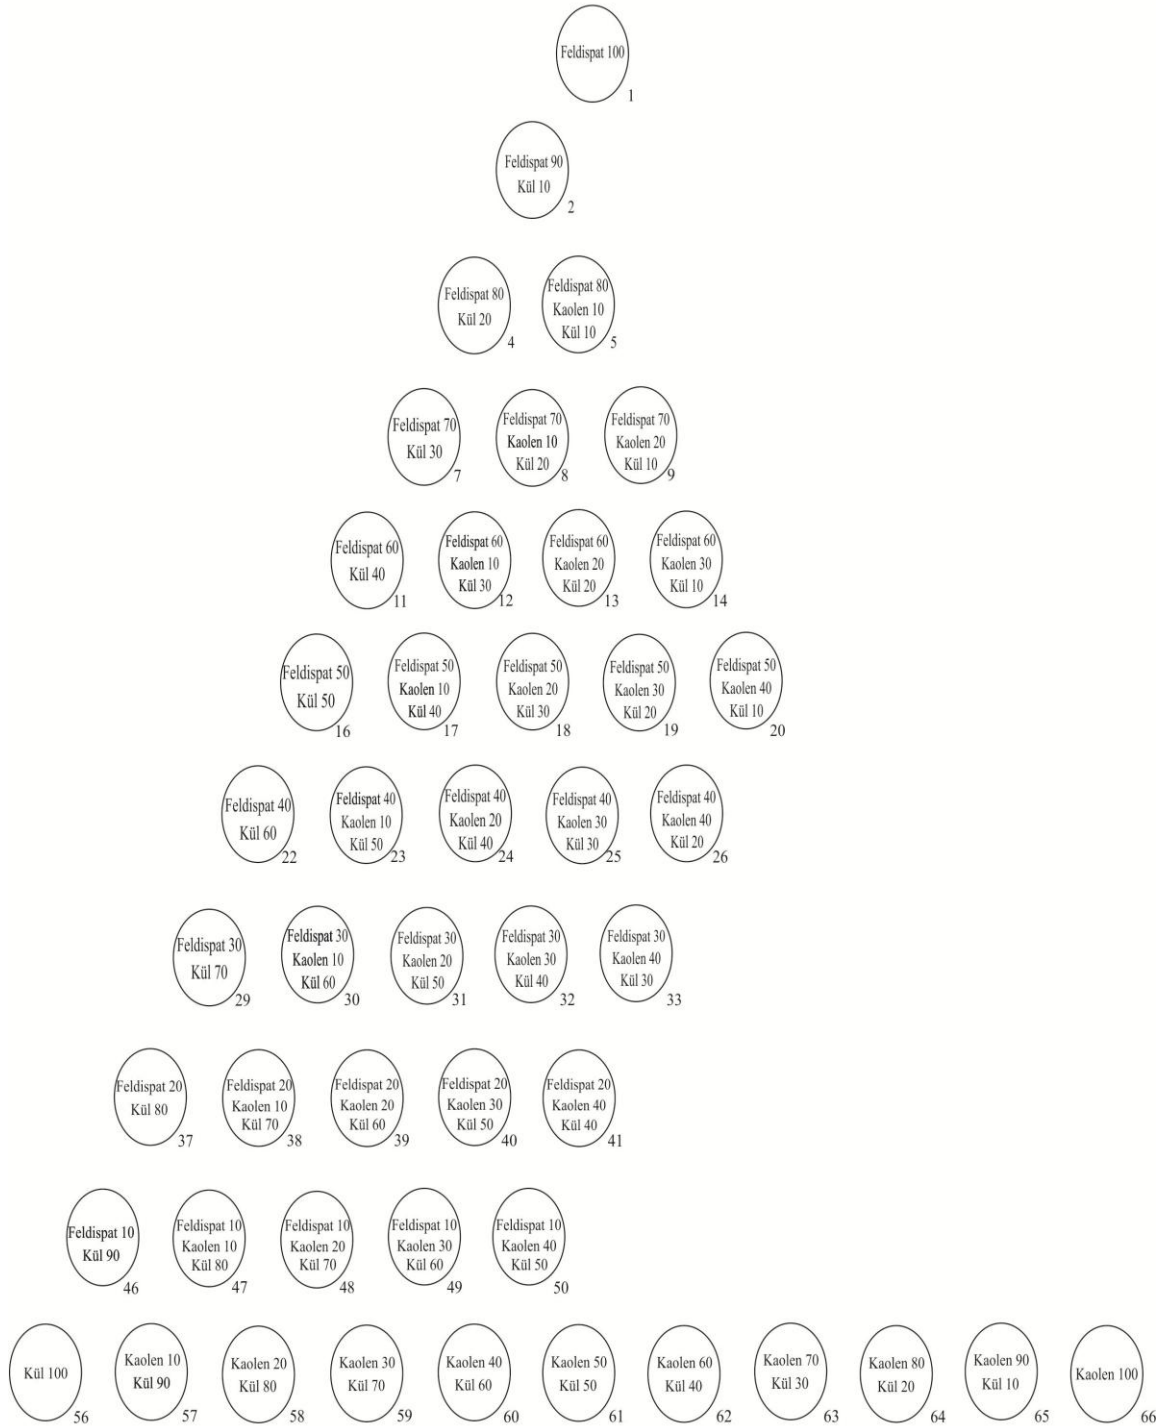 Feldispat 100
1
Feldispat 90
Kül 10
2
Feldispat 80
Kül 20
4
Feldispat 80
Kaolen 10
Kül 10
5
Feldispat 70
Kül 30
7
Feldispat 70
Kaolen 10
Kül 20
8
Feldispat 70
Kaolen 20
Kül 10
9
Feldispat 60
Kül 40
11
Feldispat 60
Kaolen 10
Kül 30
12
Feldispat 60
Kaolen 20
Kül 20
13
Feldispat 60
Kaolen 30
Kül 10
14
Feldispat 50
Kül 50
16
Feldispat 50
Kaolen 10
Kül 40
17
Feldispat 50
Kaolen 20
Kül 30
18
Feldispat 50
Kaolen 30
Kül 20
19
Feldispat 50
Kaolen 40
Kül 10
20
Feldispat 40
Kül 60
22
Feldispat 40
Kaolen 10
Kül 50
23
Feldispat 40
Kaolen 20
Kül 40
24
Feldispat 40
Kaolen 30
Kül 30
25
Feldispat 40
Kaolen 40
Kül 20
26
Feldispat 30
Kül 70
29
Feldispat 30
Kaolen 10
Kül 60
30
Feldispat 30
Kaolen 20
Kül 50
31
Feldispat 30
Kaolen 30
Kül 40
32
Feldispat 30
Kaolen 40
Kül 30
33
Feldispat 20
Kül 80
37
Feldispat 20
Kaolen 10
Kül 70
38
Feldispat 20
Kaolen 20
Kül 60
39
Feldispat 20
Kaolen 30
Kül 50
40
Feldispat 20
Kaolen 40
Kül 40
41
Feldispat 10
Kül 90
46
Feldispat 10
Kaolen 10
Kül 80
47
Feldispat 10
Kaolen 20
Kül 70
48
Feldispat 10
Kaolen 30
Kül 60
49
Feldispat 10
Kaolen 40
Kül 50
50
Kül 100
56
Kaolen 10
Kül 90
57
Kaolen 20
Kül 80
58
Kaolen 30
Kül 70
59
Kaolen 40
Kül 60
60
Kaolen 50
Kül 50
61
Kaolen 60
Kül 40
62
Kaolen 70
Kül 30
63
Kaolen 80
Kül 20
64
Kaolen 90
Kül 10
65
Kaolen 100
66